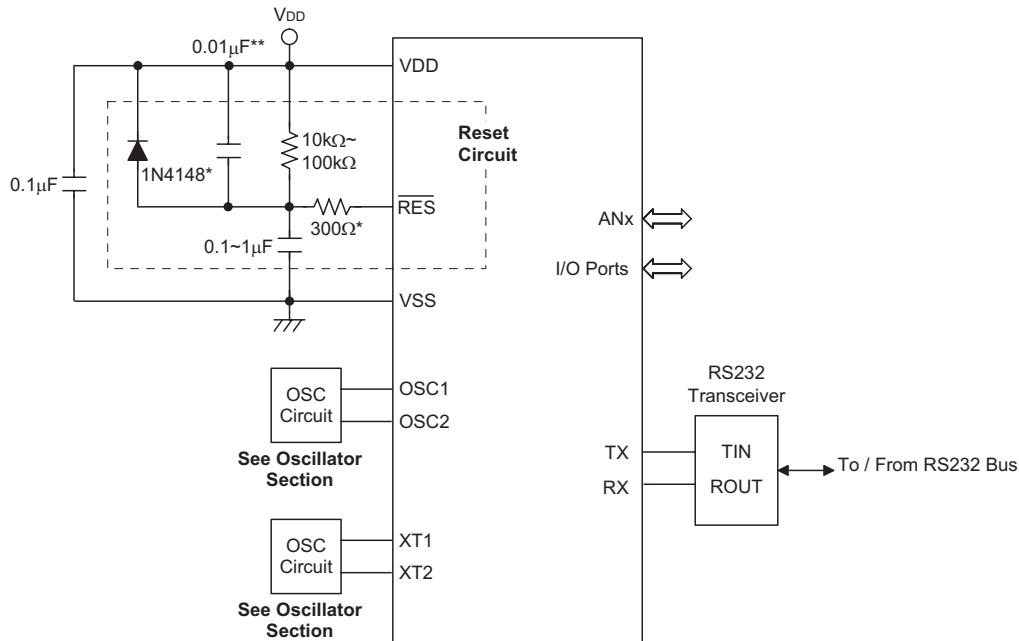 VDD
0.01μF**
VDD
Reset
Circuit
10kΩ~
100kΩ
1N4148*
0.1μF
RES
300Ω*
0.1~1μF
VSS
ANx
I/O Ports
OSC
Circuit
OSC1
OSC2
See Oscillator
Section
RS232
Transceiver
TX
TIN
RX
ROUT
To / From RS232 Bus
OSC
Circuit
XT1
XT2
See Oscillator
Section